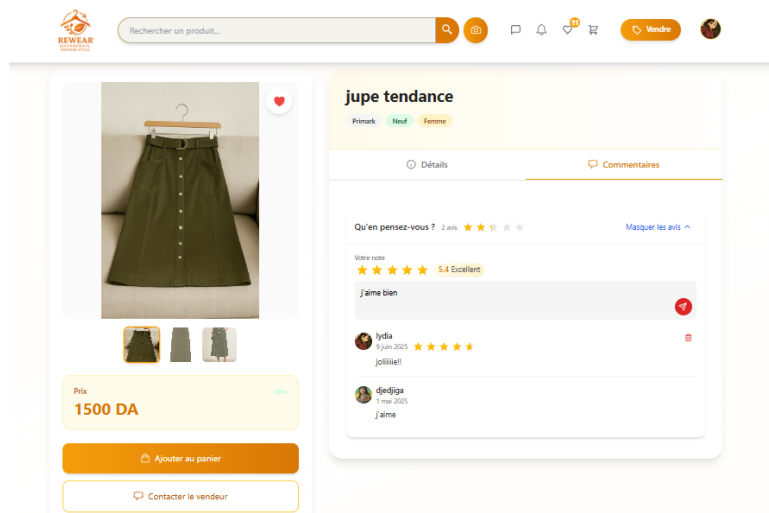 REWEAR
Rechercher un produit...
11
Vendre
jupe tendance
Primark Neuf Femme
Détails
Commentaires
Qu'en pensez-vous ? 2 avis
Masquer les avis
Votre note
5.4 Excellent
j'aime bien
lydia
9 juin 2025
joliiiiie!!
djedjiga
1 mai 2025
j'aime
Prix
1500 DA
Ajouter au panier
Contacter le vendeur